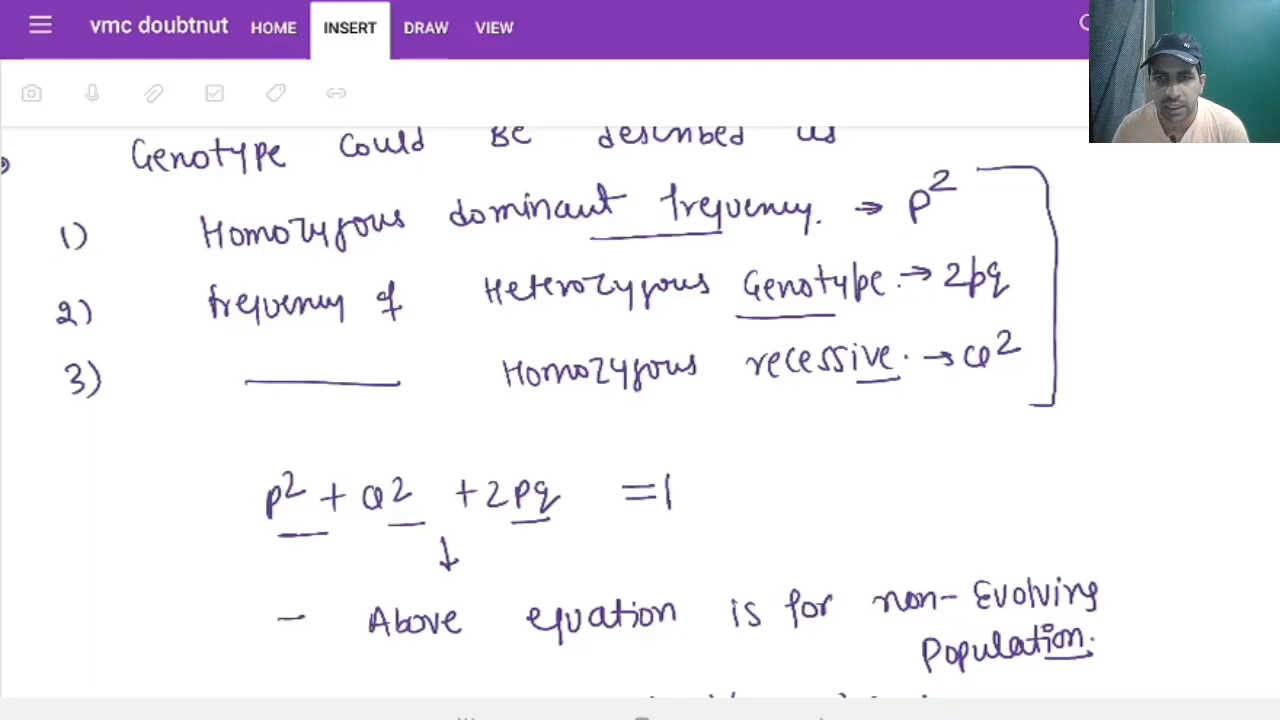 vmc doubtnut HOME INSERT DRAW VIEW
Genotype could Be described as
1) Homozygous dominant frequency. → p²
2) frequency of Heterozygous Genotype. → 2pq
3) Homozygous recessive. → q²
p² + q² + 2pq = 1
↓
- Above equation is for non-Evolving
Population.